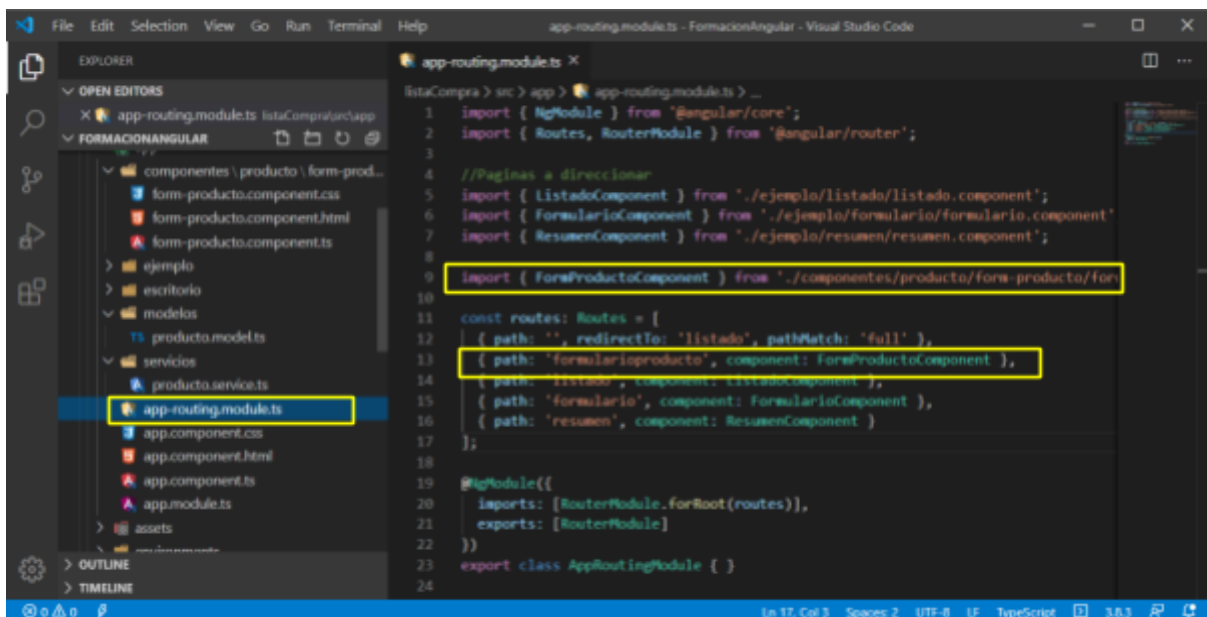 File Edit Selection View Go Run Terminal Help
app-routing.module.ts - FormacionAngular - Visual Studio Code
EXPLORER
OPEN EDITORS
app-routing.module.ts listaCompra\src\app
FORMACIONANGULAR
componentes \ producto \ form-prod...
form-producto.component.css
form-producto.component.html
form-producto.component.ts
ejemplo
escritorio
modelos
TS producto.model.ts
servicios
producto.service.ts
app-routing.module.ts
app.component.css
app.component.html
app.component.ts
app.module.ts
assets
OUTLINE
TIMELINE
app-routing.module.ts
listaCompra > src > app > app-routing.module.ts > ...
1 import { NgModule } from '@angular/core';
2 import { Routes, RouterModule } from '@angular/router';
3
4 //Paginas a direccionar
5 import { ListadoComponent } from './ejemplo/listado/listado.component';
6 import { FormularioComponent } from './ejemplo/formulario/formulario.component'
7 import { ResumenComponent } from './ejemplo/resumen/resumen.component';
8
9 import { FormProductoComponent } from './componentes/producto/form-producto/for
10
11 const routes: Routes = [
12 { path: '', redirectTo: 'listado', pathMatch: 'full' },
13 { path: 'formularioproducto', component: FormProductoComponent },
14 { path: 'listado', component: ListadoComponent },
15 { path: 'formulario', component: FormularioComponent },
16 { path: 'resumen', component: ResumenComponent }
17 ];
18
19 @NgModule({
20 imports: [RouterModule.forRoot(routes)],
21 exports: [RouterModule]
22 })
23 export class AppRoutingModule { }
24
0 0
Ln 17, Col 3 Spaces: 2 UTF-8 LF TypeScript 3.8.3